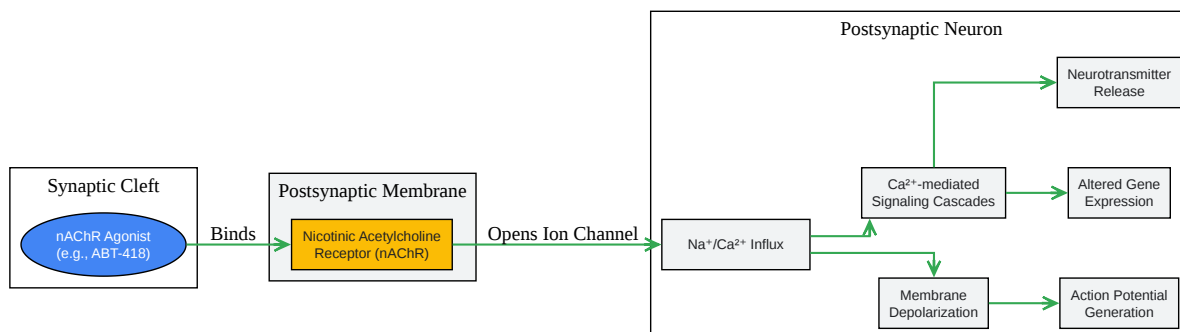 Postsynaptic Neuron
Neurotransmitter
Release
Synaptic Cleft
Postsynaptic Membrane
Ca²⁺-mediated
Signaling Cascades
Altered Gene
Expression
nAChR Agonist
(e.g., ABT-418)
Binds
Nicotinic Acetylcholine
Receptor (nAChR)
Opens Ion Channel
Na⁺/Ca²⁺ Influx
Membrane
Depolarization
Action Potential
Generation